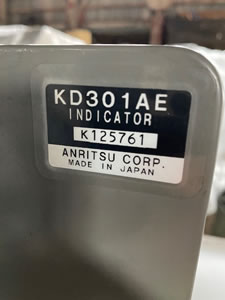 KD301AE
INDICATOR
K125761
ANRITSU CORP.
MADE IN JAPAN